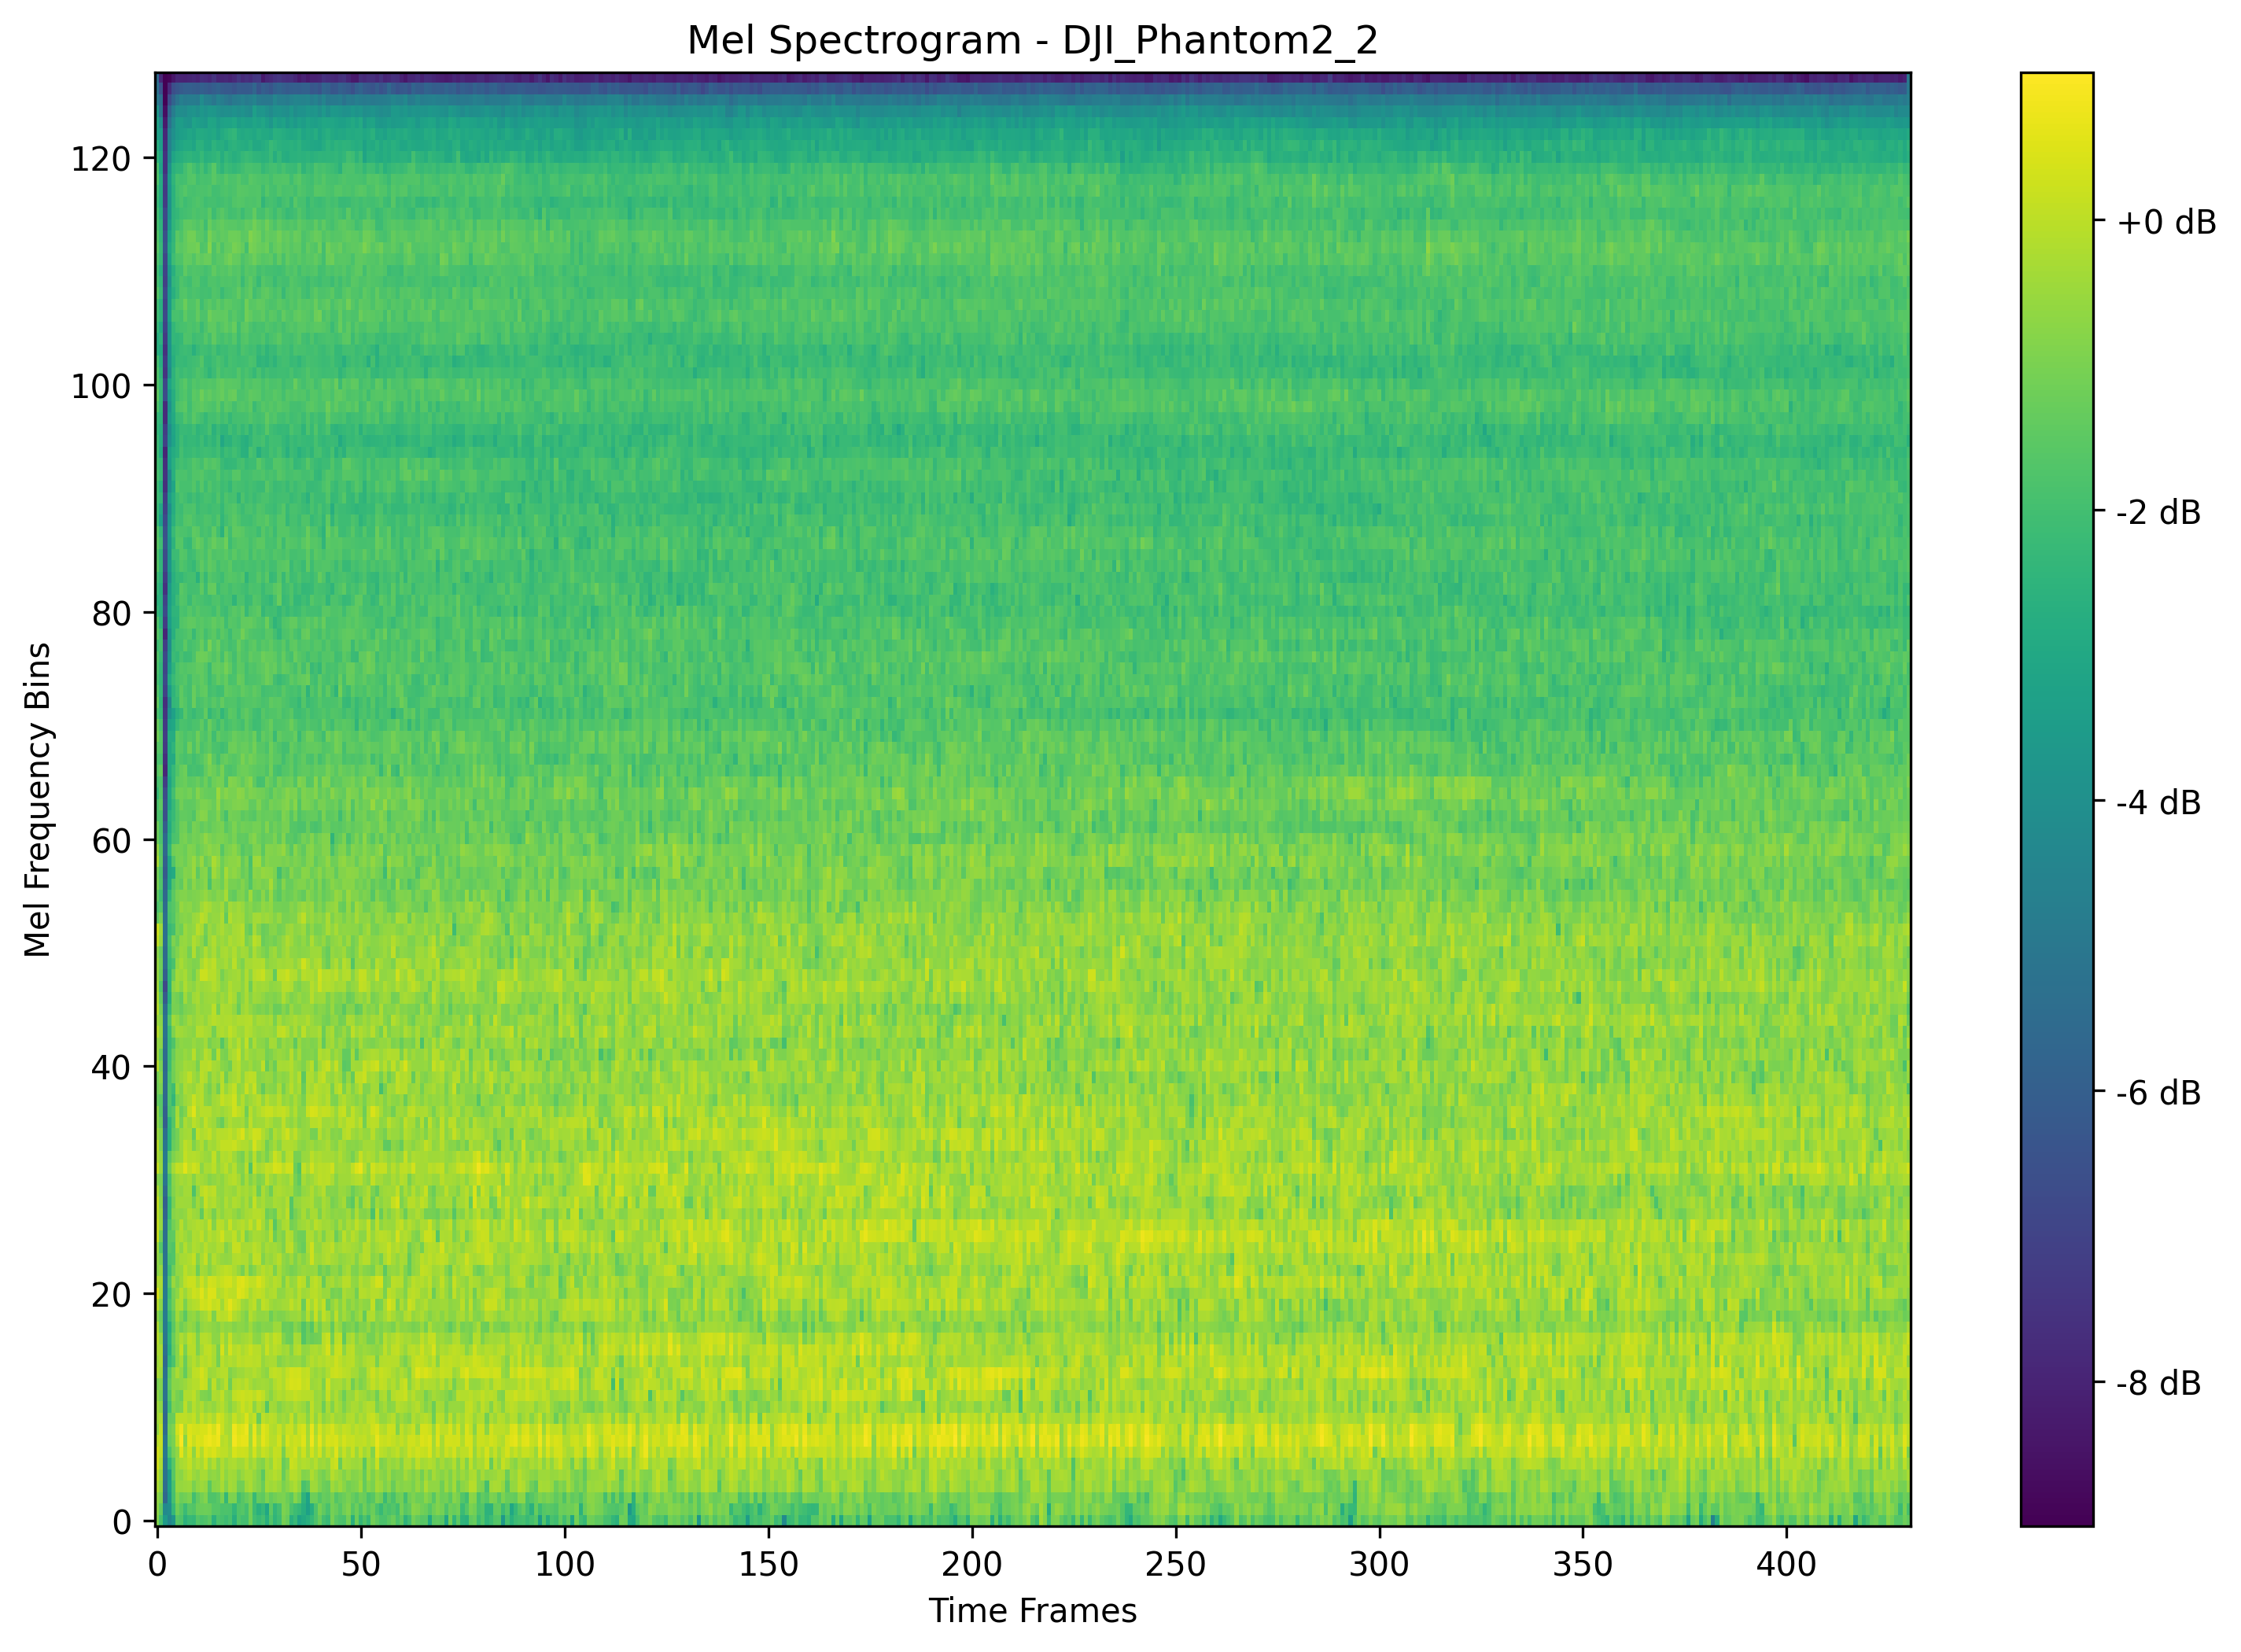 Mel Spectrogram - DJI_Phantom2_2
120
100
80
60
40
20
0
Mel Frequency Bins
0 50 100 150 200 250 300 350 400
Time Frames
+0 dB
-2 dB
-4 dB
-6 dB
-8 dB